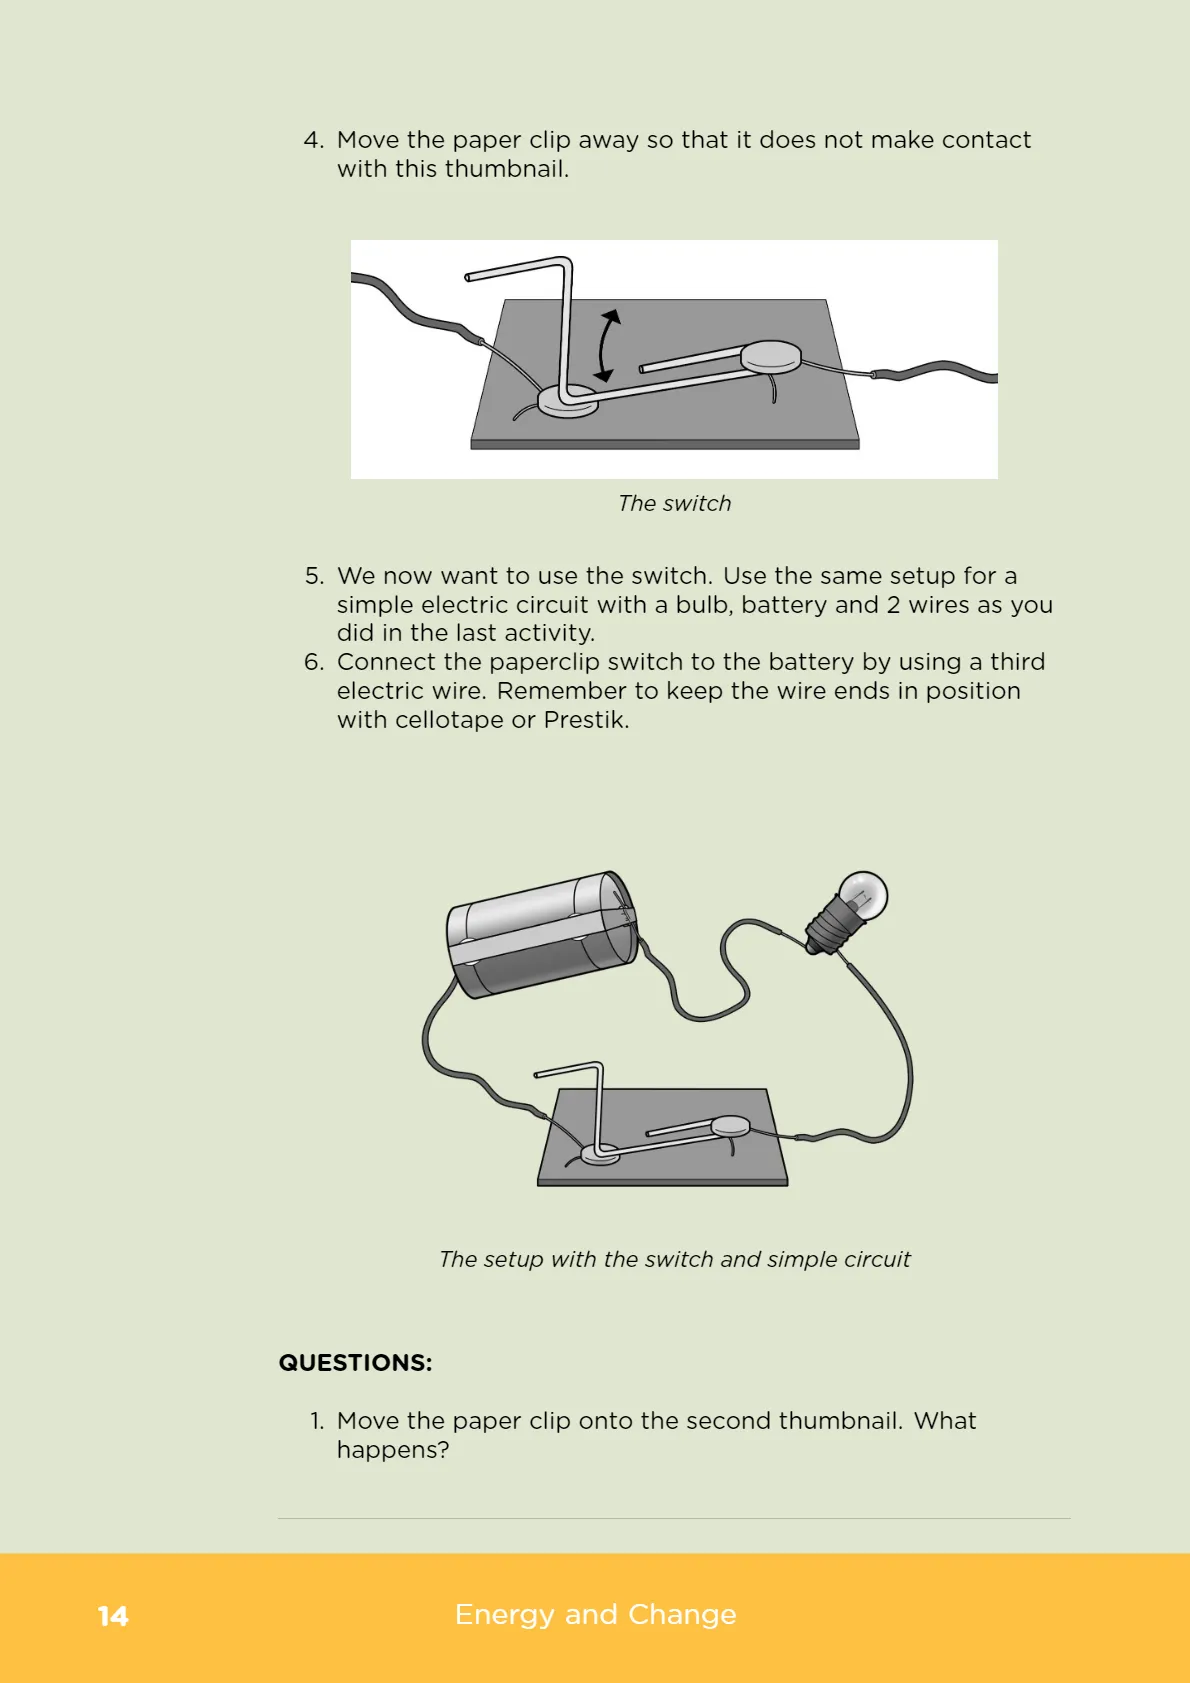 4. Move the paper clip away so that it does not make contact
with this thumbnail.
The switch
5. We now want to use the switch. Use the same setup for a
simple electric circuit with a bulb, battery and 2 wires as you
did in the last activity.
6. Connect the paperclip switch to the battery by using a third
electric wire. Remember to keep the wire ends in position
with cellotape or Prestik.
The setup with the switch and simple circuit
QUESTIONS:
1. Move the paper clip onto the second thumbnail. What
happens?
14 Energy and Change